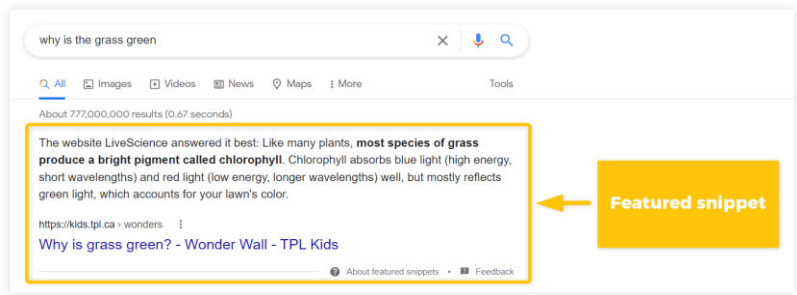 why is the grass green
All Images Videos News Maps More Tools
About 777,000,000 results (0.67 seconds)
The website LiveScience answered it best: Like many plants, most species of grass
produce a bright pigment called chlorophyll. Chlorophyll absorbs blue light (high energy,
short wavelengths) and red light (low energy, longer wavelengths) well, but mostly reflects
green light, which accounts for your lawn's color.
Featured snippet
https://kids.tpl.ca › wonders
Why is grass green? - Wonder Wall - TPL Kids
About featured snippets • Feedback